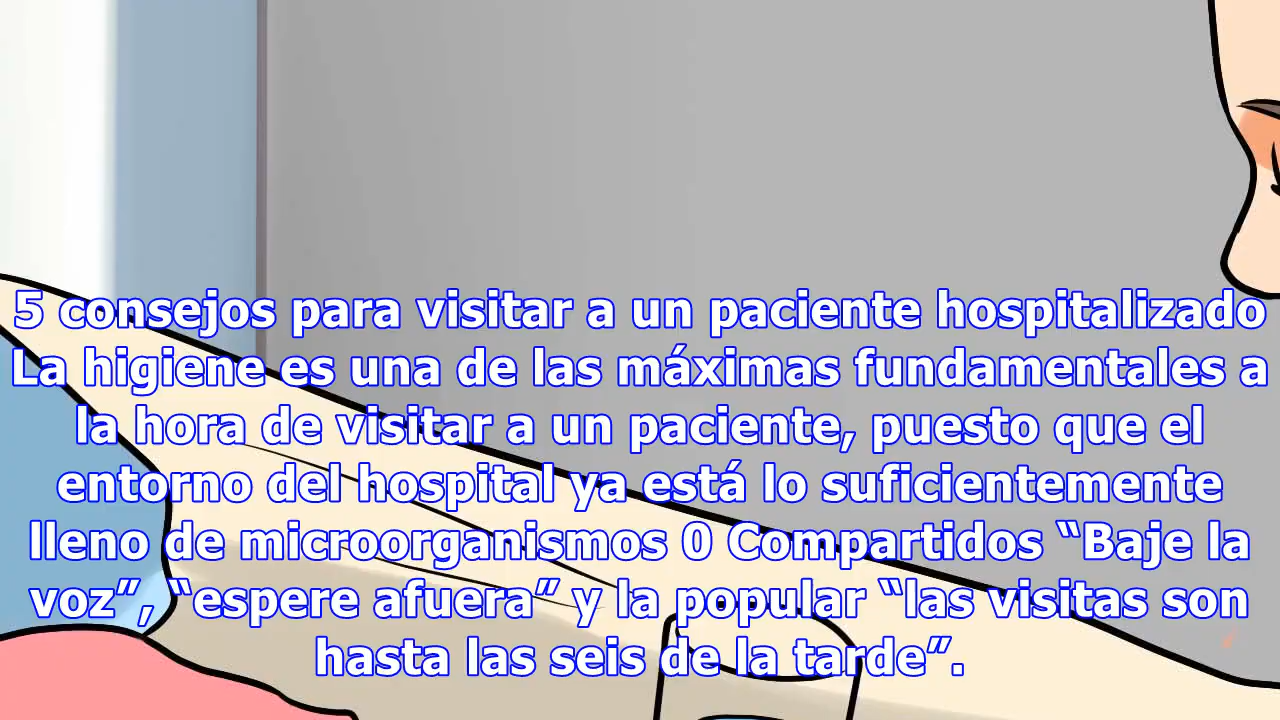 5 consejos para visitar a un paciente hospitalizado
La higiene es una de las máximas fundamentales a
la hora de visitar a un paciente, puesto que el
entorno del hospital ya está lo suficientemente
lleno de microorganismos 0 Compartidos “Baje la
voz”, “espere afuera” y la popular “las visitas son
hasta las seis de la tarde”.